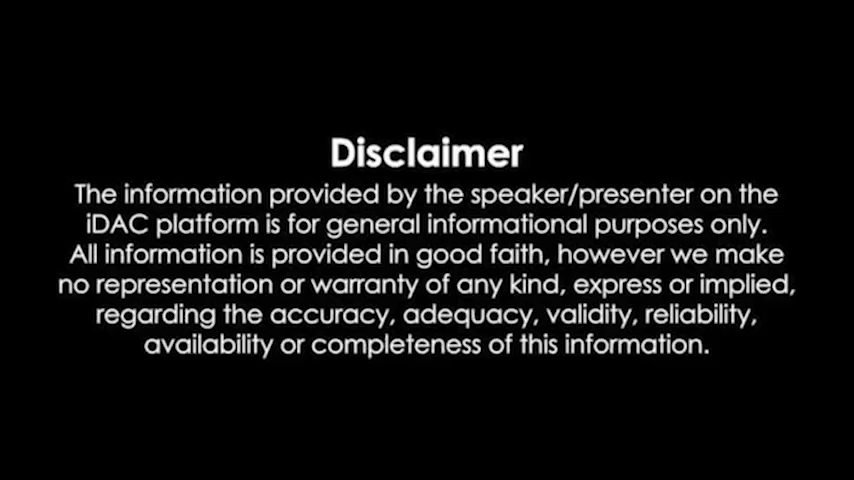 Disclaimer
The information provided by the speaker/presenter on the
iDAC platform is for general informational purposes only.
All information is provided in good faith, however we make
no representation or warranty of any kind, express or implied,
regarding the accuracy, adequacy, validity, reliability,
availability or completeness of this information.